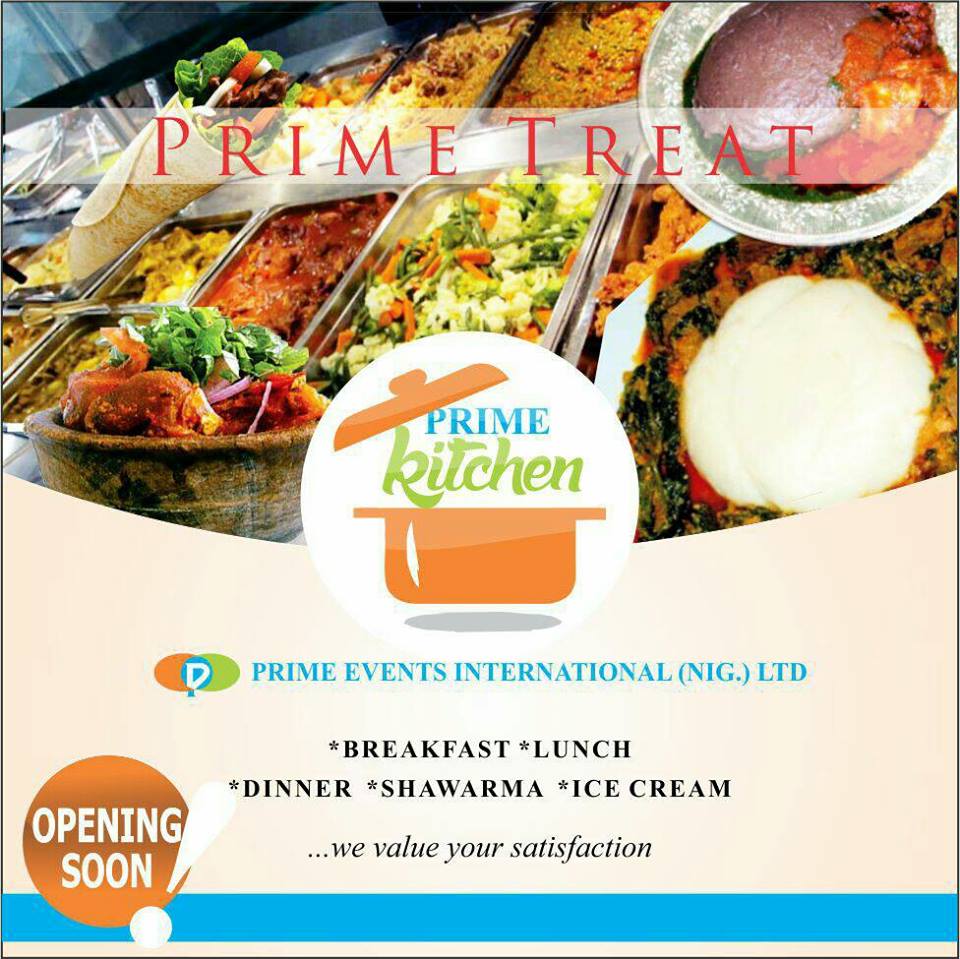 PRIME TREAT
PRIME
kitchen
P PRIME EVENTS INTERNATIONAL (NIG.) LTD
*BREAKFAST *LUNCH
*DINNER *SHAWARMA *ICE CREAM
...we value your satisfaction
OPENING
SOON!